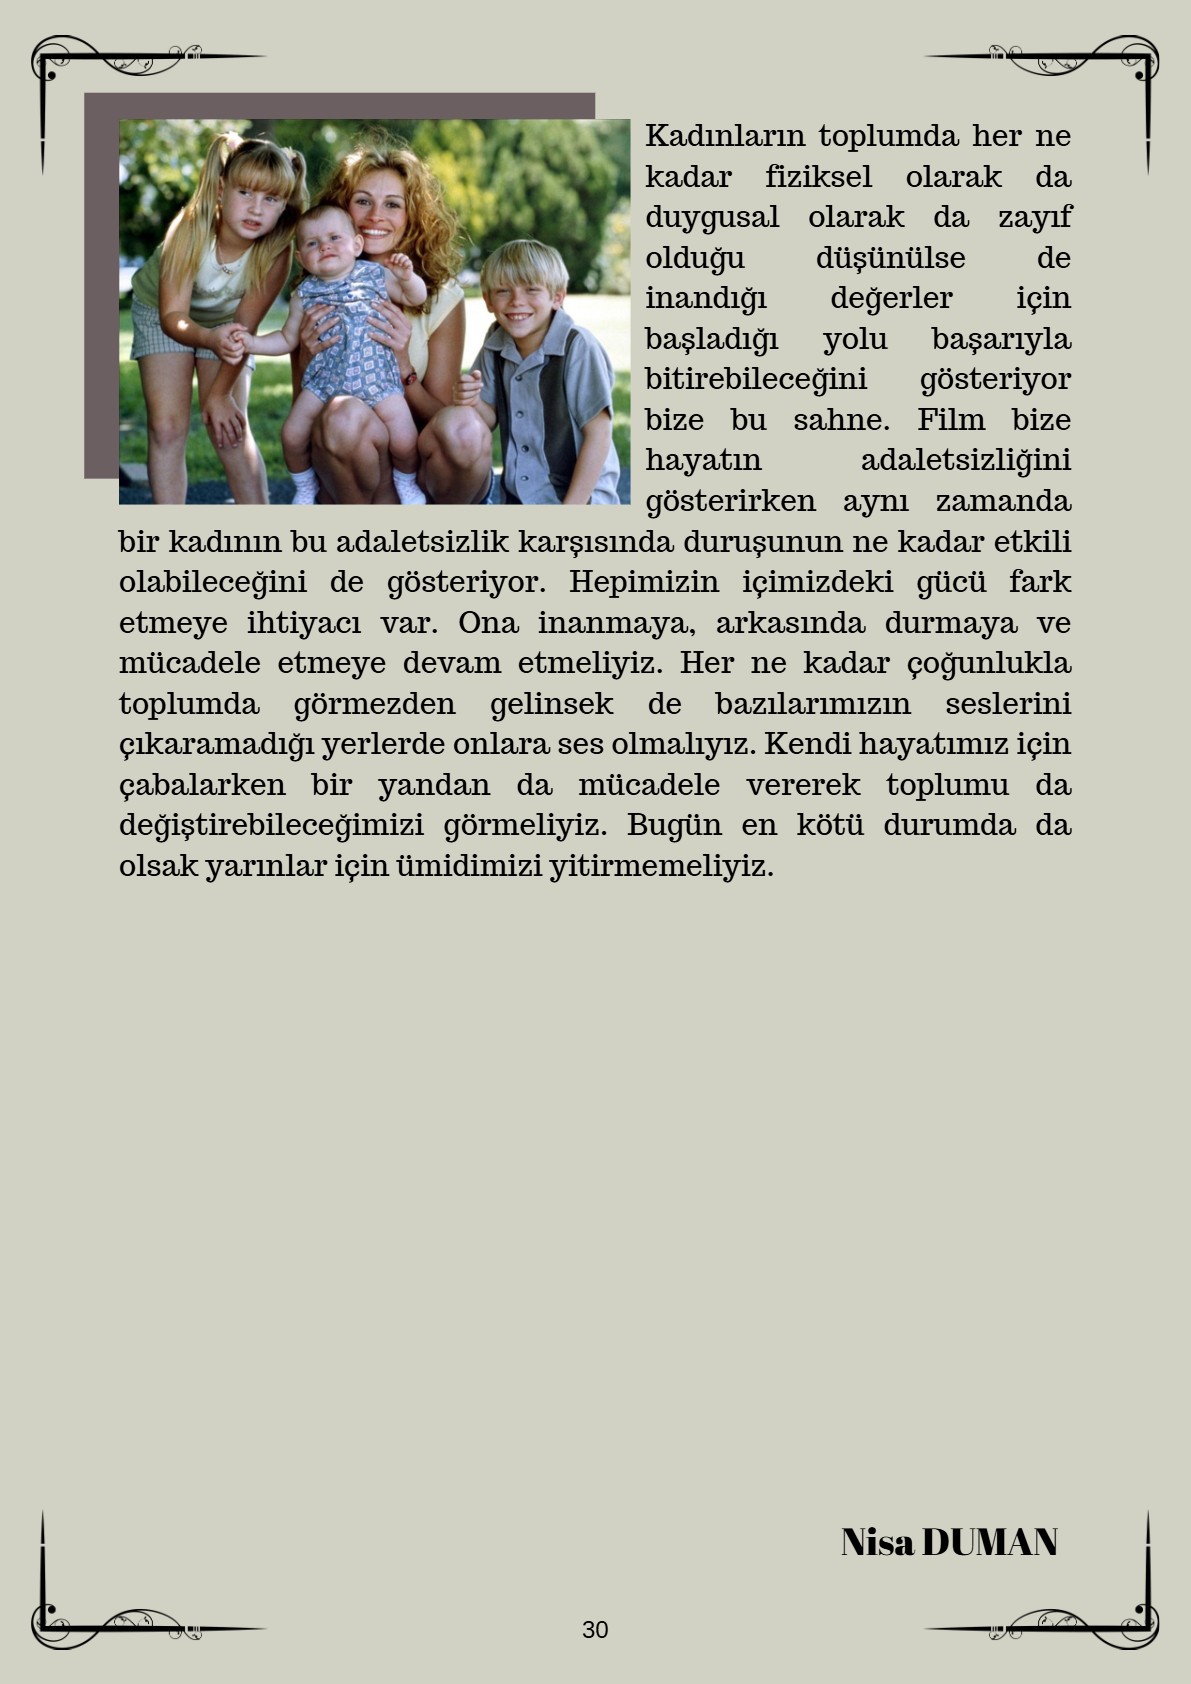 Kadınların toplumda her ne
kadar fiziksel olarak da
duygusal olarak da zayıf
olduğu düşünülse de
inandığı değerler için
başladığı yolu başarıyla
bitirebileceğini gösteriyor
bize bu sahne. Film bize
hayatın adaletsizliğini
gösterirken aynı zamanda
bir kadının bu adaletsizlik karşısında duruşunun ne kadar etkili
olabileceğini de gösteriyor. Hepimizin içimizdeki gücü fark
etmeye ihtiyacı var. Ona inanmaya, arkasında durmaya ve
mücadele etmeye devam etmeliyiz. Her ne kadar çoğunlukla
toplumda görmezden gelinsek de bazılarımızın seslerini
çıkaramadığı yerlerde onlara ses olmalıyız. Kendi hayatımız için
çabalarken bir yandan da mücadele vererek toplumu da
değiştirebileceğimizi görmeliyiz. Bugün en kötü durumda da
olsak yarınlar için ümidimizi yitirmemeliyiz.
Nisa DUMAN
30